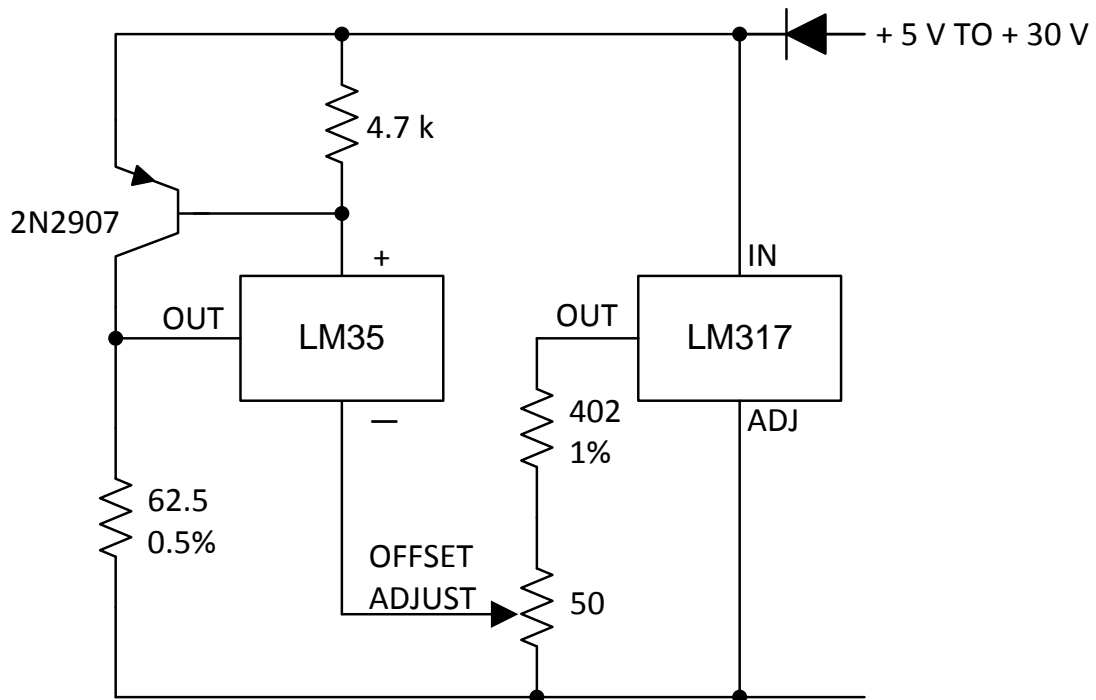 + 5 V TO + 30 V
4.7 k
2N2907
+
IN
OUT
LM35
OUT
LM317
—
402
1%
ADJ
62.5
0.5%
OFFSET
ADJUST
50